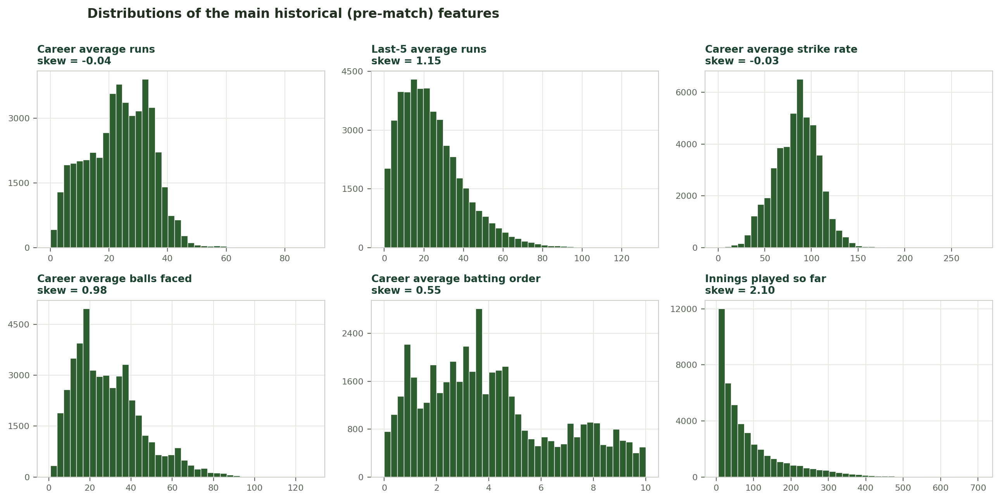 Distributions of the main historical (pre-match) features
Career average runs
skew = -0.04
3000
1500
0
0 20 40 60 80
Last-5 average runs
skew = 1.15
4500
3000
1500
0
0 20 40 60 80 100 120
Career average strike rate
skew = -0.03
6000
4000
2000
0
0 50 100 150 200 250
Career average balls faced
skew = 0.98
4500
3000
1500
0
0 20 40 60 80 100 120
Career average batting order
skew = 0.55
2400
1600
800
0
0 2 4 6 8 10
Innings played so far
skew = 2.10
12000
8000
4000
0
0 100 200 300 400 500 600 700